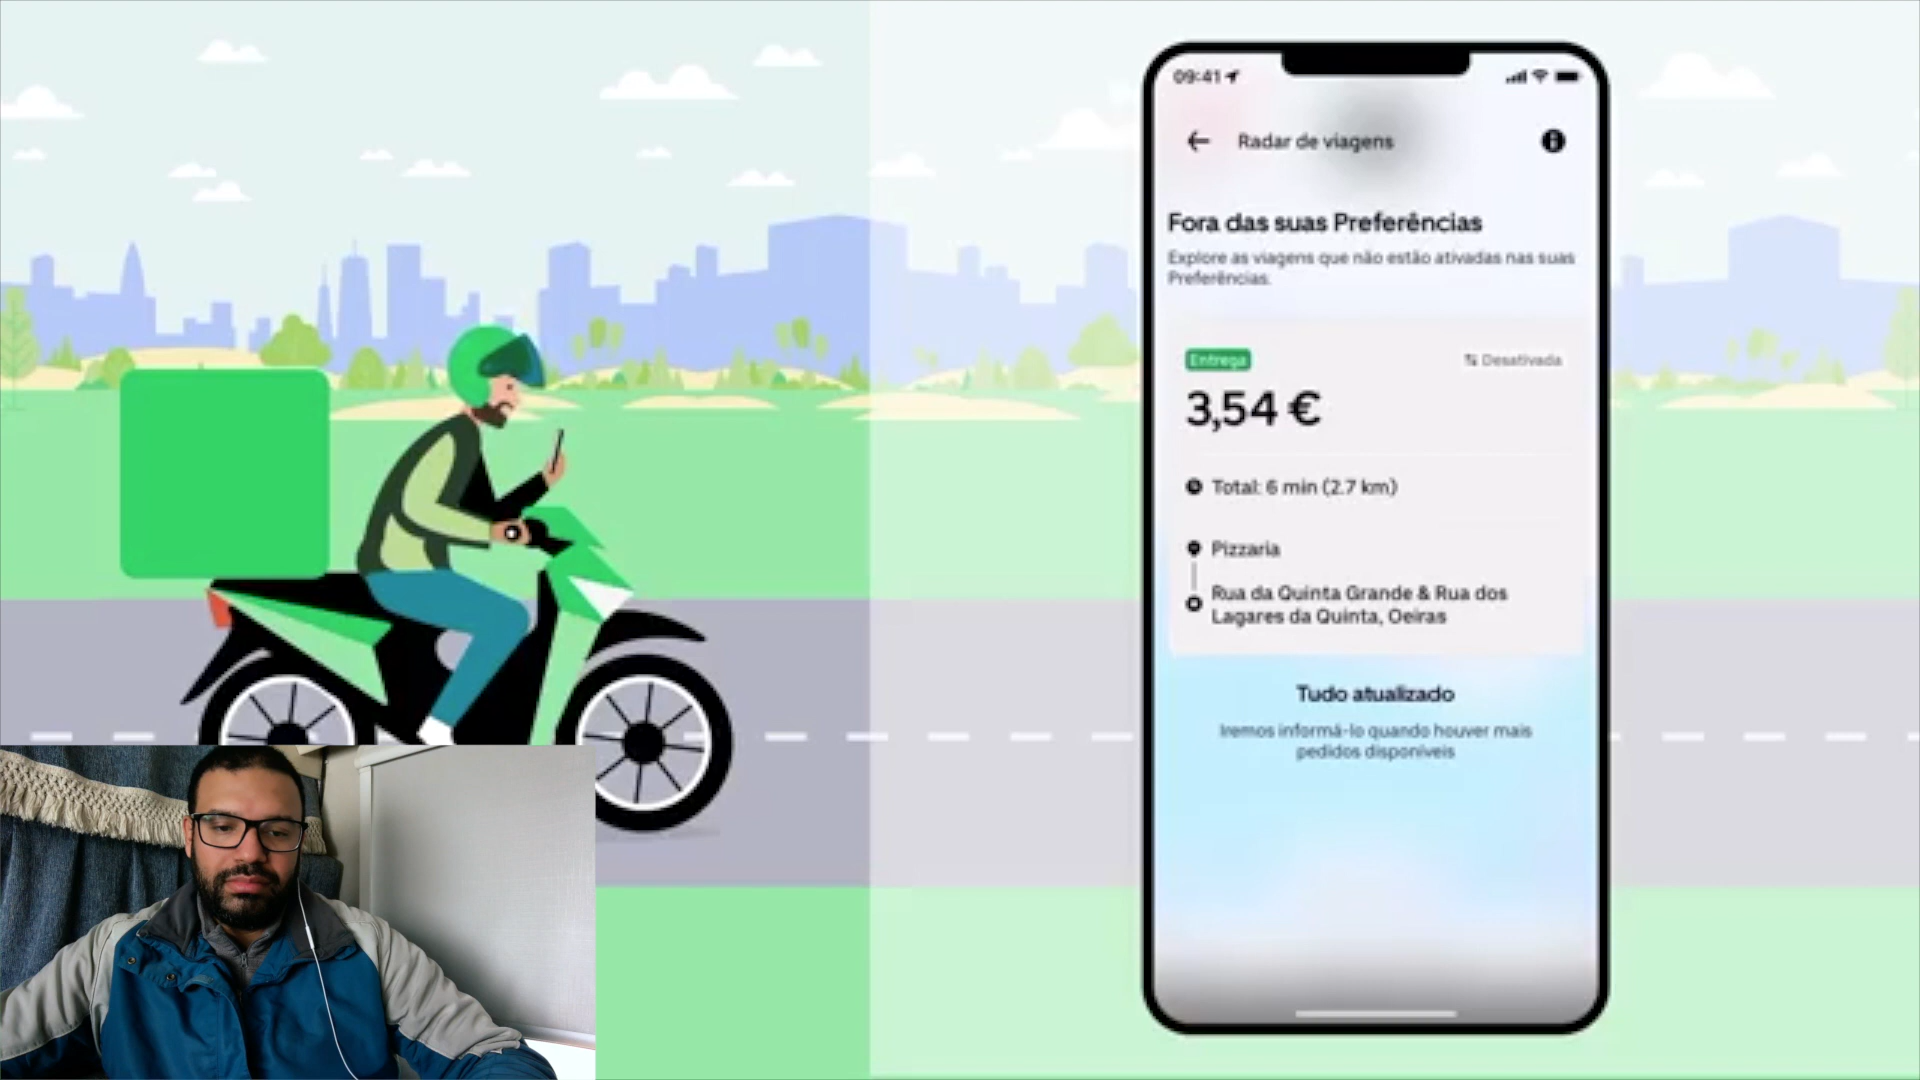 09:41
Radar de viagens
Fora das suas Preferências
Explore as viagens que não estão ativadas nas suas
Preferências.
Entrega
Desativada
3,54 €
Total: 6 min (2.7 km)
Pizzaria
Rua da Quinta Grande & Rua dos
Lagares da Quinta, Oeiras
Tudo atualizado
Iremos informá-lo quando houver mais
pedidos disponíveis